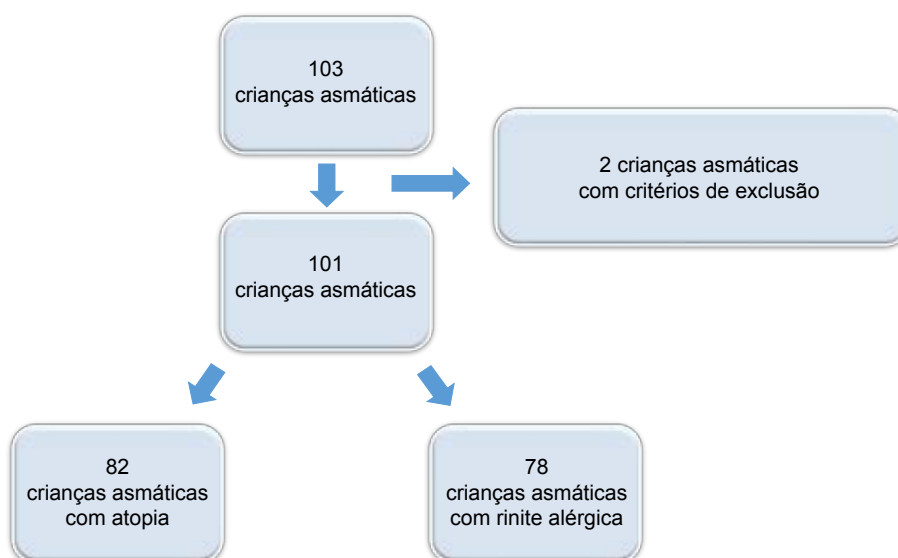 103
crianças asmáticas
2 crianças asmáticas
com critérios de exclusão
101
crianças asmáticas
82
crianças asmáticas
com atopia
78
crianças asmáticas
com rinite alérgica